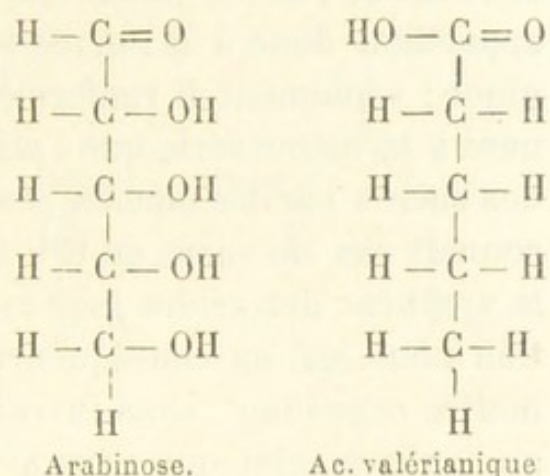 H — C = O HO — C = O
H — C — OH H — C — H
H — C — OH H — C — H
H — C — OH H — C — H
H — C — OH H — C — H
H H
Arabinose. Ac. valérianique